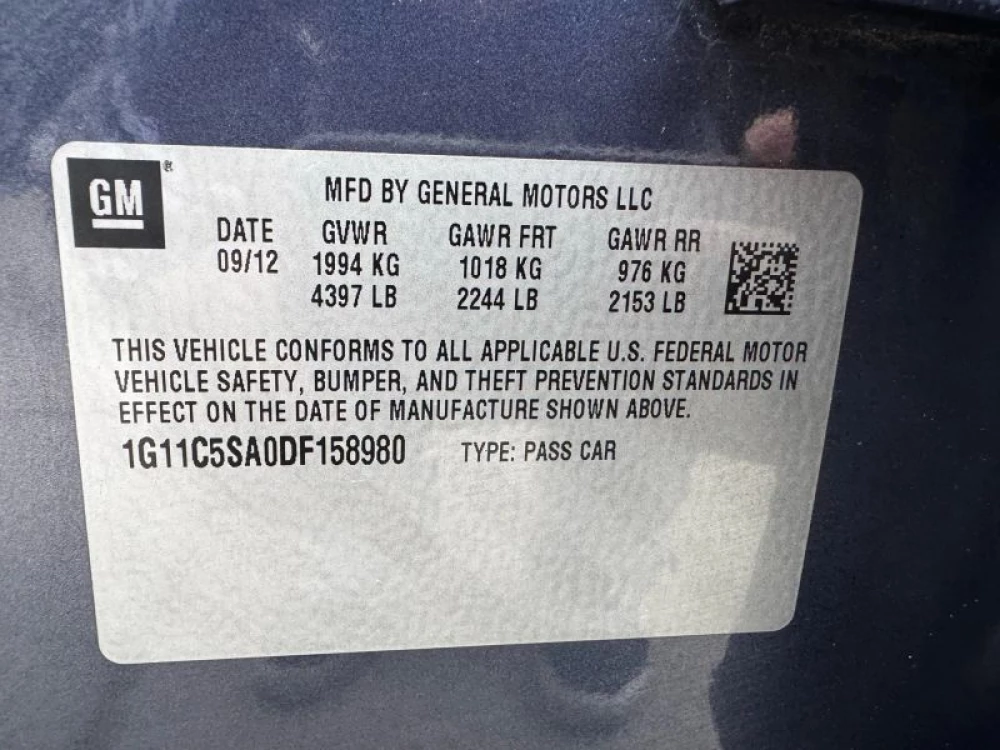 GM®
MFD BY GENERAL MOTORS LLC
DATE GVWR GAWR FRT GAWR RR
09/12 1994 KG 1018 KG 976 KG
4397 LB 2244 LB 2153 LB
THIS VEHICLE CONFORMS TO ALL APPLICABLE U.S. FEDERAL MOTOR
VEHICLE SAFETY, BUMPER, AND THEFT PREVENTION STANDARDS IN
EFFECT ON THE DATE OF MANUFACTURE SHOWN ABOVE.
1G11C5SA0DF158980 TYPE: PASS CAR